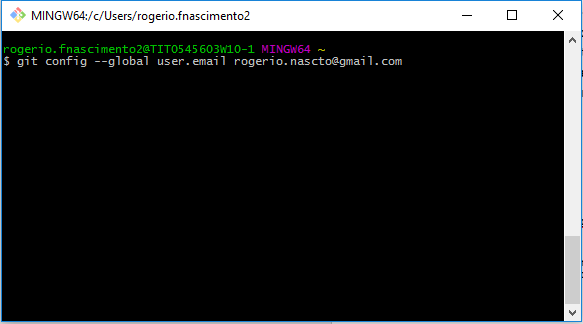 MINGW64:/c/Users/rogerio.fnascimento2
rogerio.fnascimento2@TIT0545603W10-1 MINGW64 ~
$ git config --global user.email rogerio.nascto@gmail.com